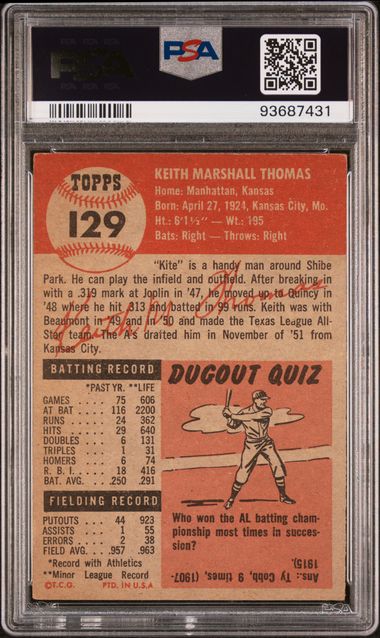 PSA
PSA
93687431
TOPPS
129
KEITH MARSHALL THOMAS
Home: Manhattan, Kansas
Born: April 27, 1924, Kansas City, Mo.
Ht.: 6'1½" — Wt.: 195
Bats: Right — Throws: Right
"Kite" is a handy man around Shibe
Park. He can play the infield and outfield. After breaking in
with a .319 mark at Joplin in '47, he moved up to Quincy in
'48 where he hit .313 and batted in 99 runs. Keith was with
Beaumont in '49 and in '50 and made the Texas League All-
Star team. The A's drafted him in November of '51 from
Kansas City.
Keith M. Thomas
BATTING RECORD
*PAST YR. **LIFE
GAMES 75 606
AT BAT 116 2200
RUNS 24 362
HITS 29 640
DOUBLES 6 131
TRIPLES 1 31
HOMERS 6 74
R. B. I. 18 416
BAT. AVG. .250 .291
FIELDING RECORD
PUTOUTS 44 923
ASSISTS 1 55
ERRORS 2 38
FIELD AVG. .957 .963
*Record with Athletics
**Minor League Record
©T.C.G. PTD. IN U.S.A
DUGOUT QUIZ
Who won the AL batting cham-
pionship most times in succes-
sion?
Ans.: Ty Cobb, 9 times, (1907-
1915).